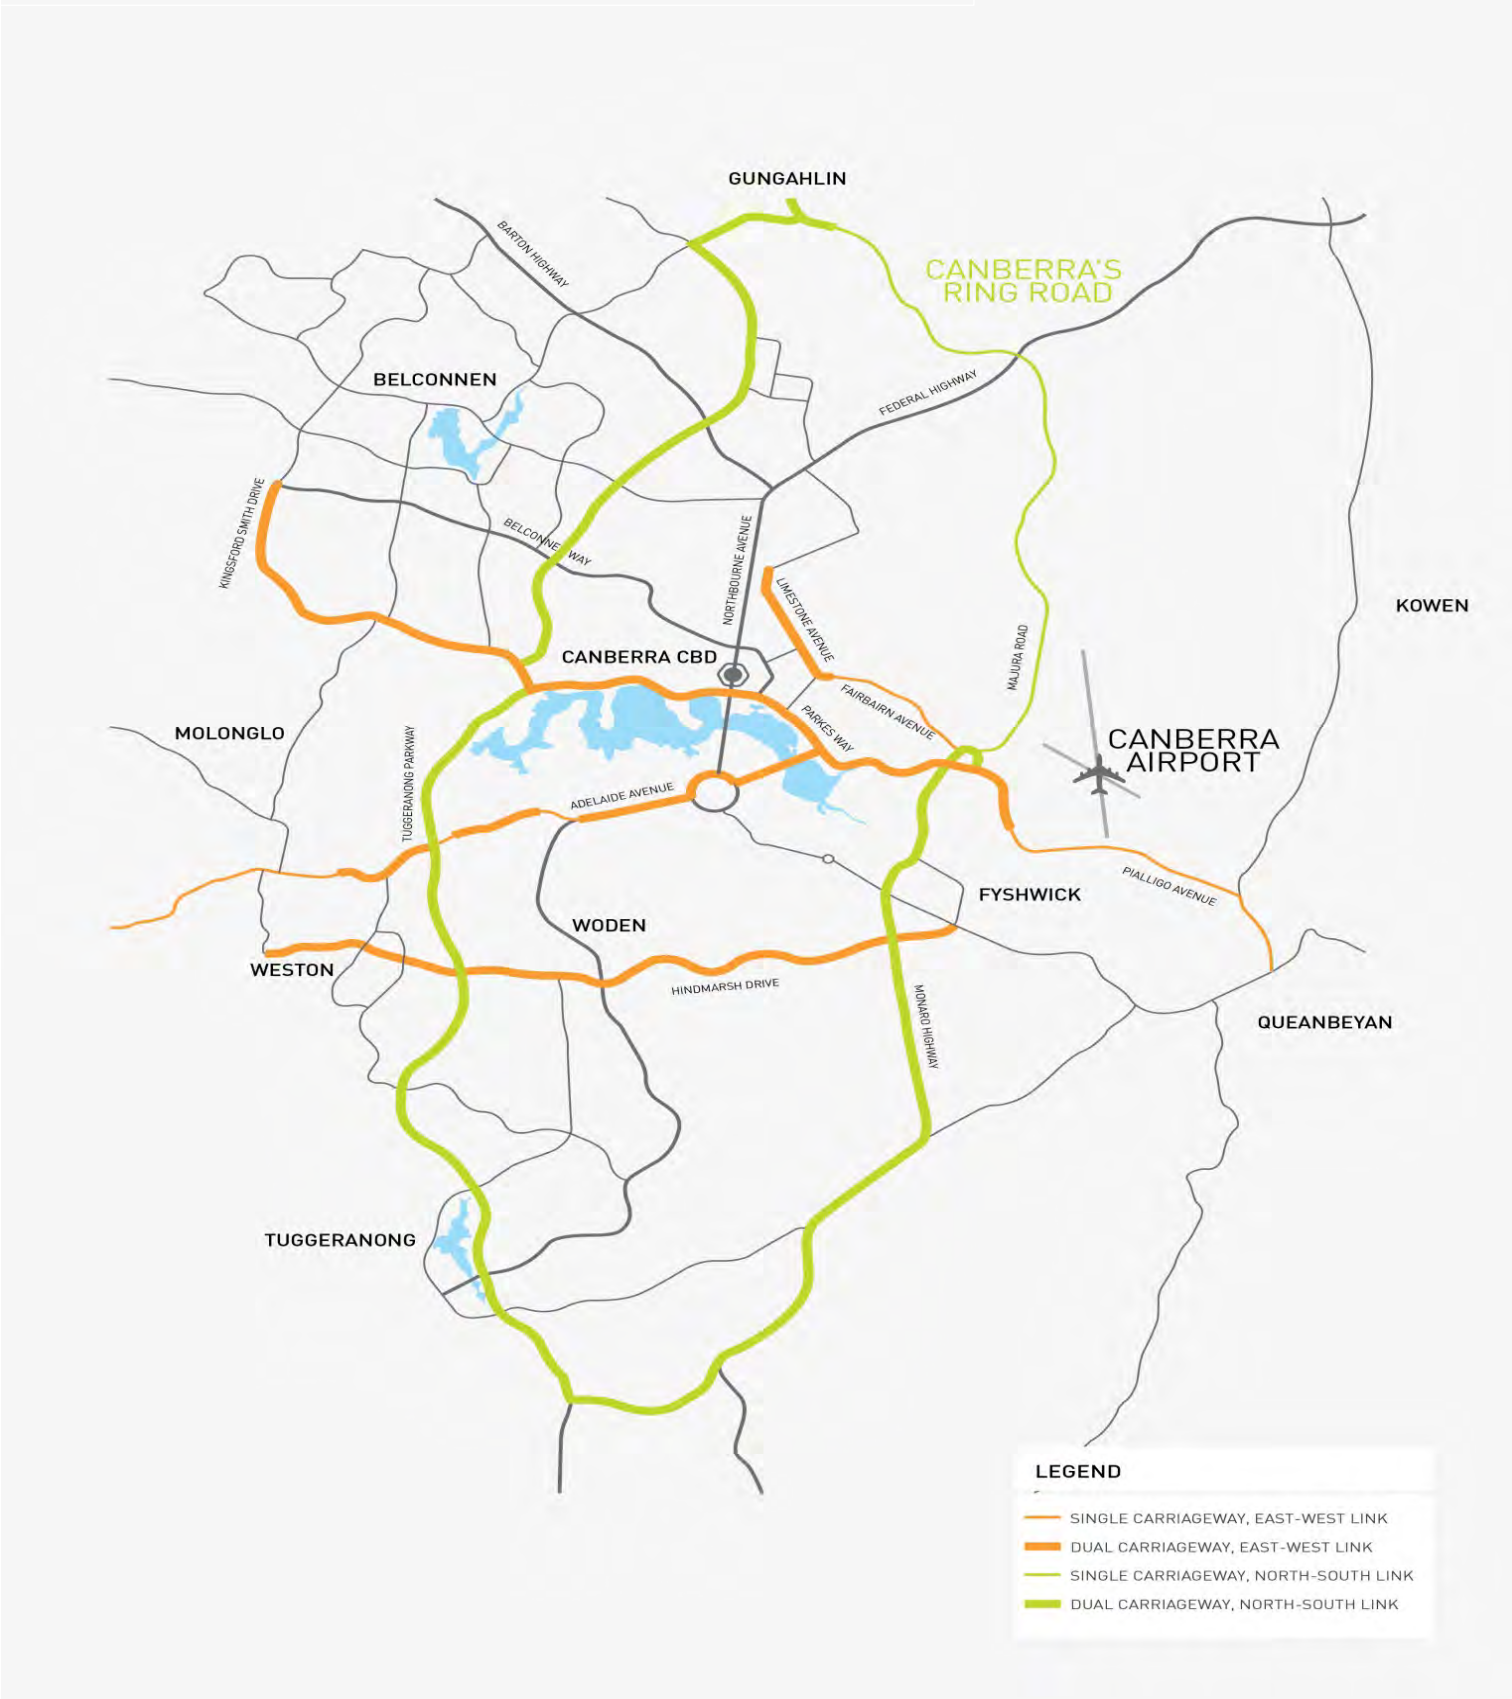 GUNGAHLIN
BARTON HIGHWAY
CANBERRA'S
RING ROAD
BELCONNEN
FEDERAL HIGHWAY
KINGSFORD SMITH DRIVE
BELCONNEN WAY
NORTHBOURNE AVENUE
LIMESTONE AVENUE
KOWEN
CANBERRA CBD
MAJURA ROAD
FAIRBAIRN AVENUE
PARKES WAY
MOLONGLO
TUGGERANONG PARKWAY
CANBERRA
AIRPORT
ADELAIDE AVENUE
PIALLIGO AVENUE
FYSHWICK
WODEN
WESTON
HINDMARSH DRIVE
MONARO HIGHWAY
QUEANBEYAN
TUGGERANONG
LEGEND
SINGLE CARRIAGEWAY, EAST-WEST LINK
DUAL CARRIAGEWAY, EAST-WEST LINK
SINGLE CARRIAGEWAY, NORTH-SOUTH LINK
DUAL CARRIAGEWAY, NORTH-SOUTH LINK